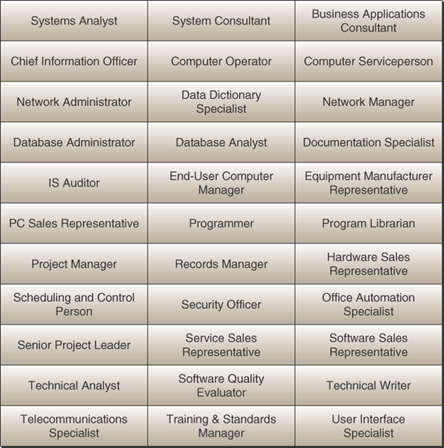 Systems Analyst
System Consultant
Business Applications
Consultant
Chief Information Officer
Computer Operator
Computer Serviceperson
Network Administrator
Data Dictionary
Specialist
Network Manager
Database Administrator
Database Analyst
Documentation Specialist
IS Auditor
End-User Computer
Manager
Equipment Manufacturer
Representative
PC Sales Representative
Programmer
Program Librarian
Project Manager
Records Manager
Hardware Sales
Representative
Scheduling and Control
Person
Security Officer
Office Automation
Specialist
Senior Project Leader
Service Sales
Representative
Software Sales
Representative
Technical Analyst
Software Quality
Evaluator
Technical Writer
Telecommunications
Specialist
Training & Standards
Manager
User Interface
Specialist